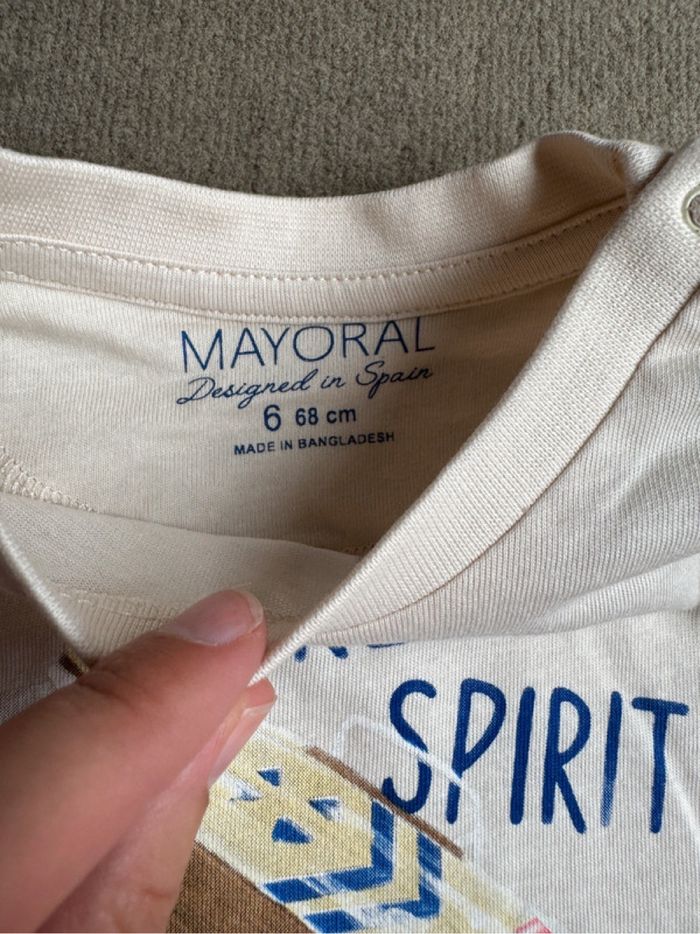 MAYORAL
Designed in Spain
6 68 cm
MADE IN BANGLADESH
SPIRIT